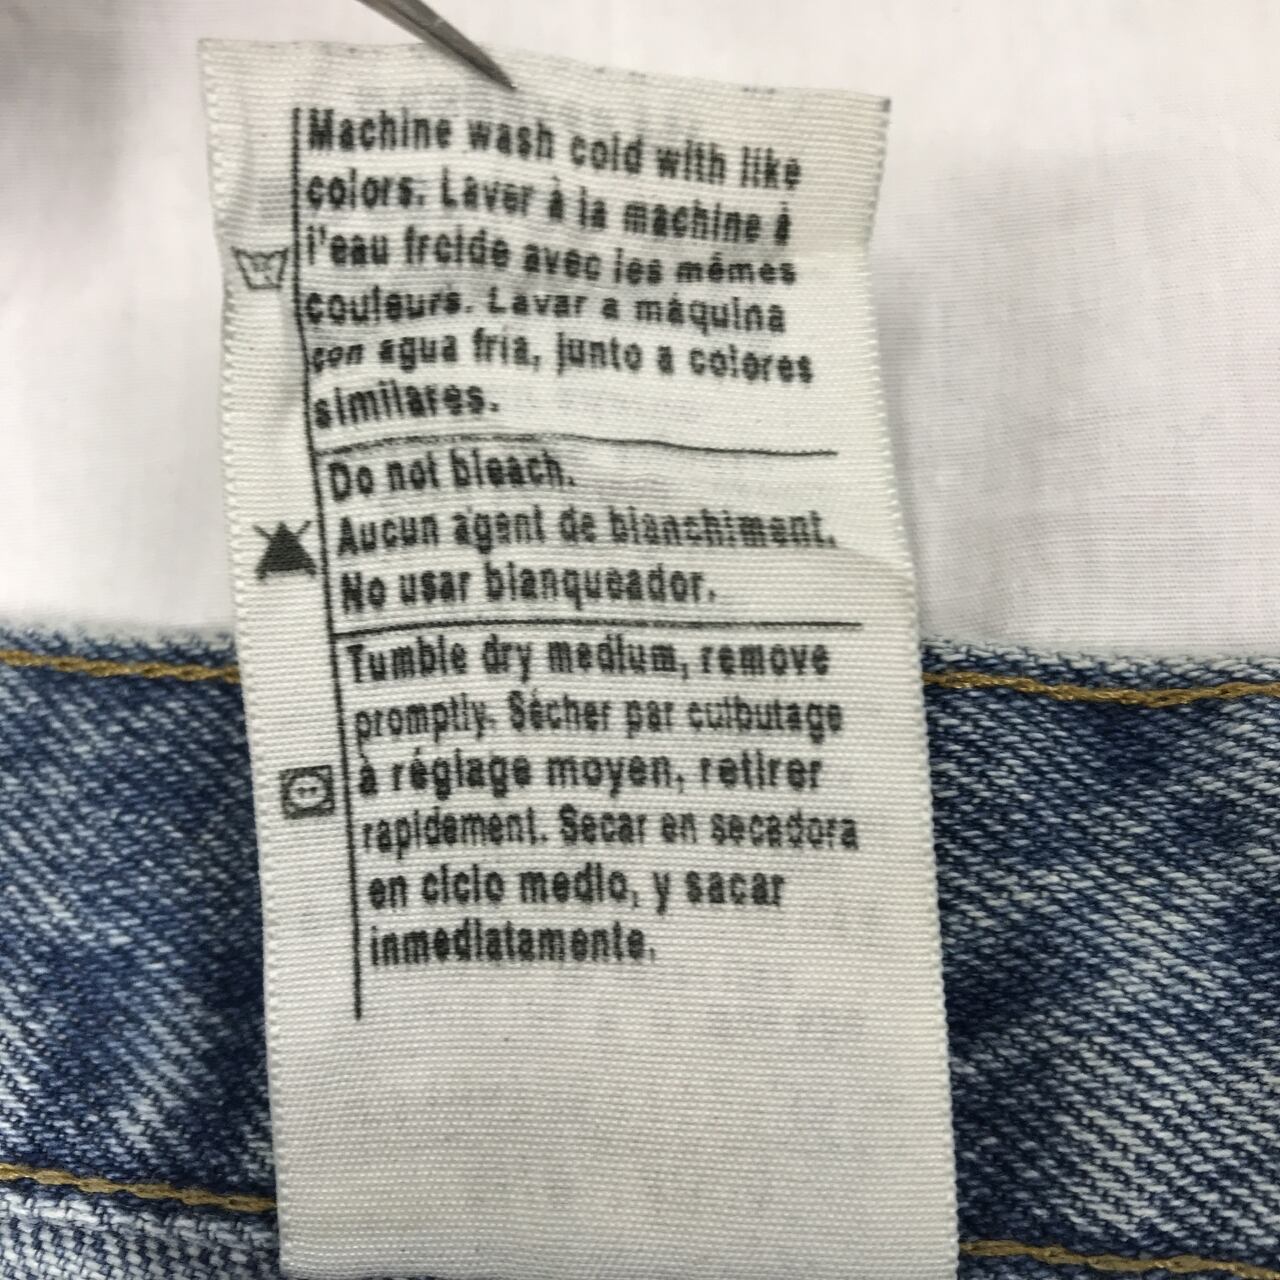 Machine wash cold with like
colors. Laver à la machine à
l'eau froide avec les mêmes
couleurs. Lavar a máquina
con agua fría, junto a colores
similares.
Do not bleach.
Aucun agent de blanchiment.
No usar blanqueador.
Tumble dry medium, remove
promptly. Sécher par culbutage
à réglage moyen, retirer
rapidement. Secar en secadora
en ciclo medio, y sacar
inmediatamente.